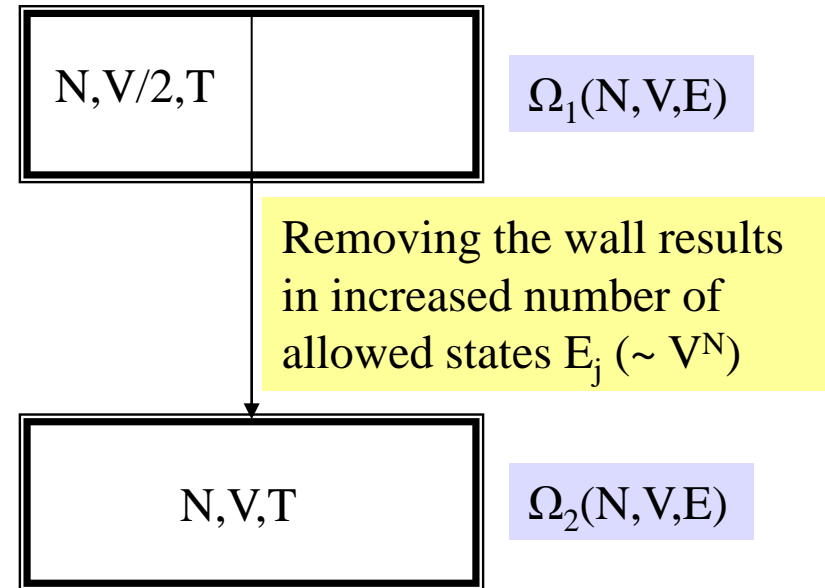 N,V/2,T
Ω₁(N,V,E)
Removing the wall results
in increased number of
allowed states Eⱼ (~ Vᴺ)
N,V,T
Ω₂(N,V,E)